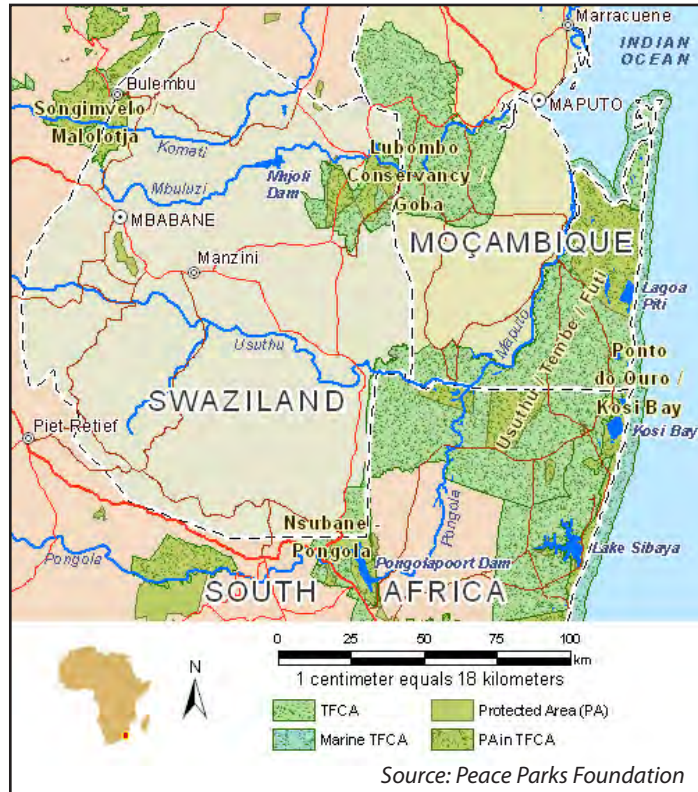 Marracuene
INDIAN
OCEAN
Bulembu
MAPUTO
Songimvelo /
Malolotja
Komati
Lubombo
Conservancy /
Goba
Mbuluzi
Mnjoli
Dam
MBABANE
MOÇAMBIQUE
Manzini
Lagoa
Piti
Usuthu
Maputo
Usuthu / Tembe / Futi
Ponto
do Ouro /
Kosi Bay
Kosi Bay
SWAZILAND
Piet-Retief
Nsubane
Pongola
Pongola
Pongola
Pongolapoort Dam
Lake Sibaya
SOUTH AFRICA
0 25 50 75 100
km
1 centimeter equals 18 kilometers
N
TFCA
Protected Area (PA)
Marine TFCA
PA in TFCA
Source: Peace Parks Foundation